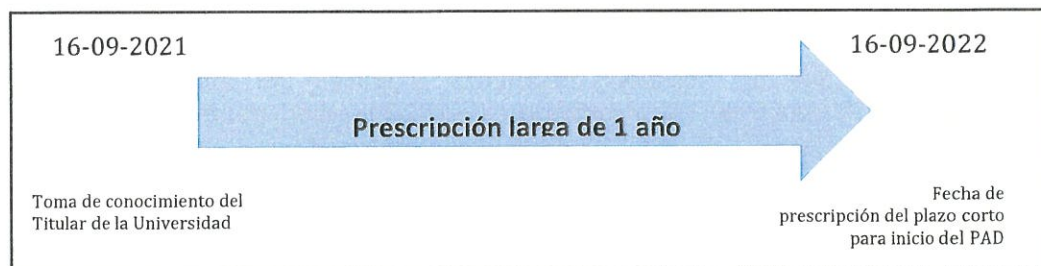 16-09-2021
16-09-2022
Prescripción larga de 1 año
Toma de conocimiento del
Titular de la Universidad
Fecha de
prescripción del plazo corto
para inicio del PAD